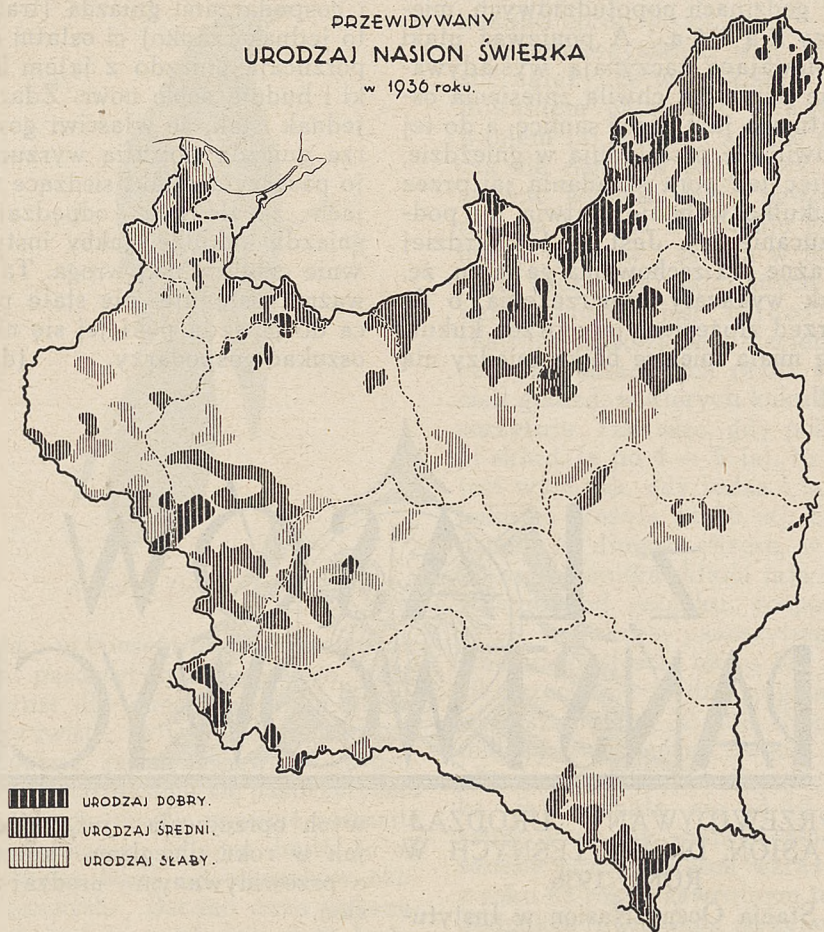 PRZEWIDYWANY
URODZAJ NASION ŚWIERKA
w 1936 roku.
URODZAJ DOBRY.
URODZAJ ŚREDNI.
URODZAJ SŁABY.